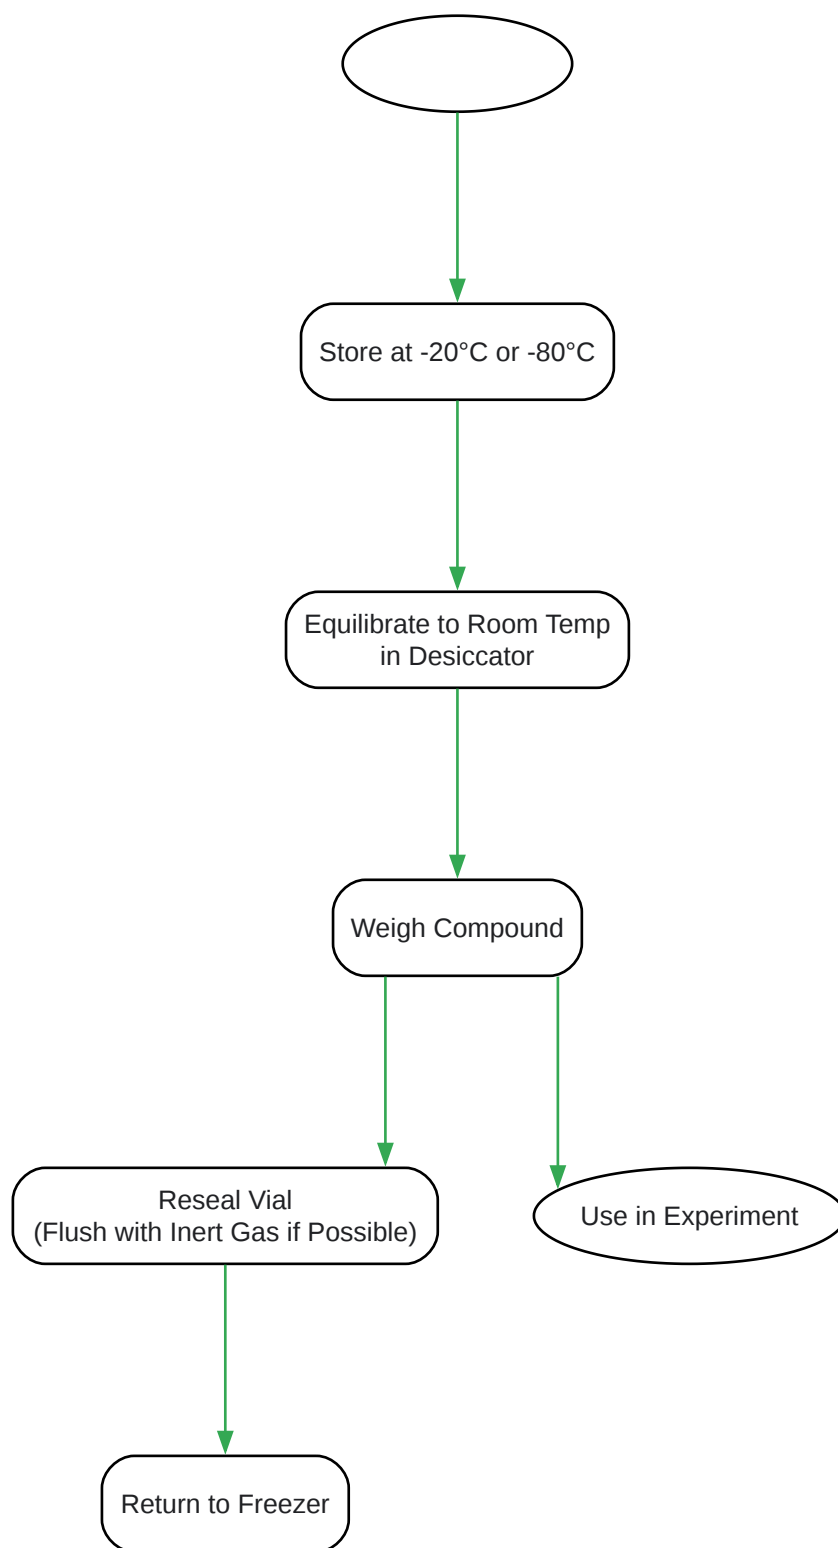 Store at -20°C or -80°C
Equilibrate to Room Temp
in Desiccator
Weigh Compound
Reseal Vial
(Flush with Inert Gas if Possible)
Use in Experiment
Return to Freezer